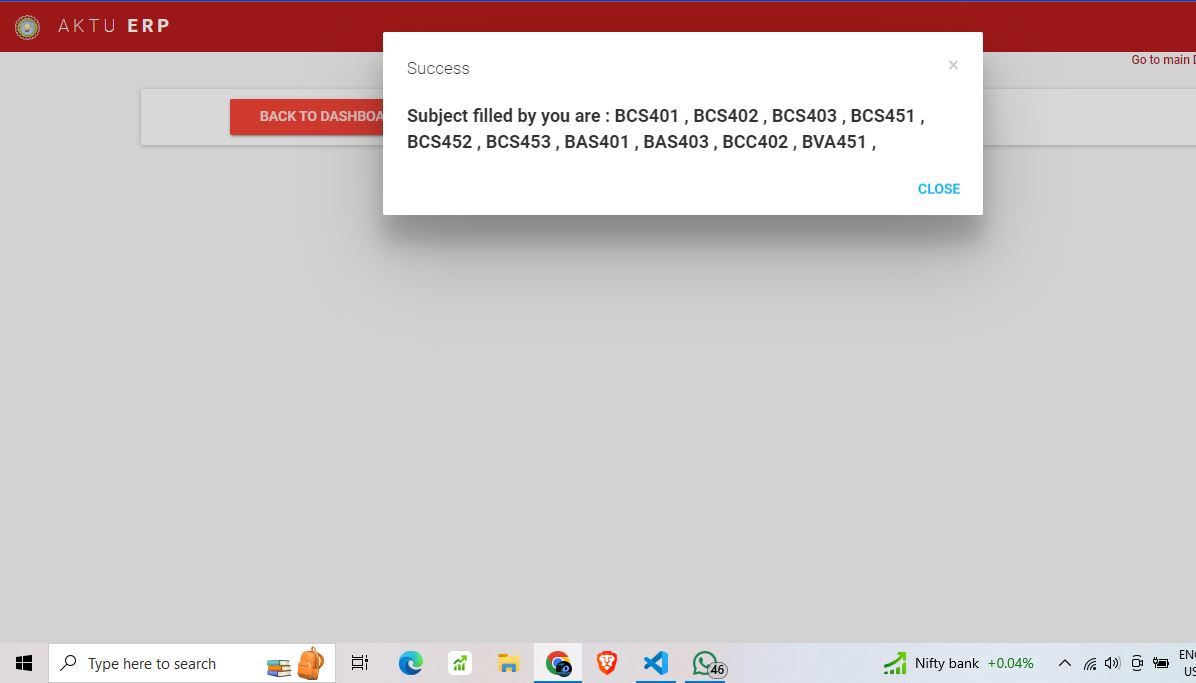 AKTU ERP
Go to main
Success
×
Subject filled by you are : BCS401 , BCS402 , BCS403 , BCS451 ,
BCS452 , BCS453 , BAS401 , BAS403 , BCC402 , BVA451 ,
CLOSE
BACK TO DASHBOA
Type here to search
46
Nifty bank +0.04%
ENG
US